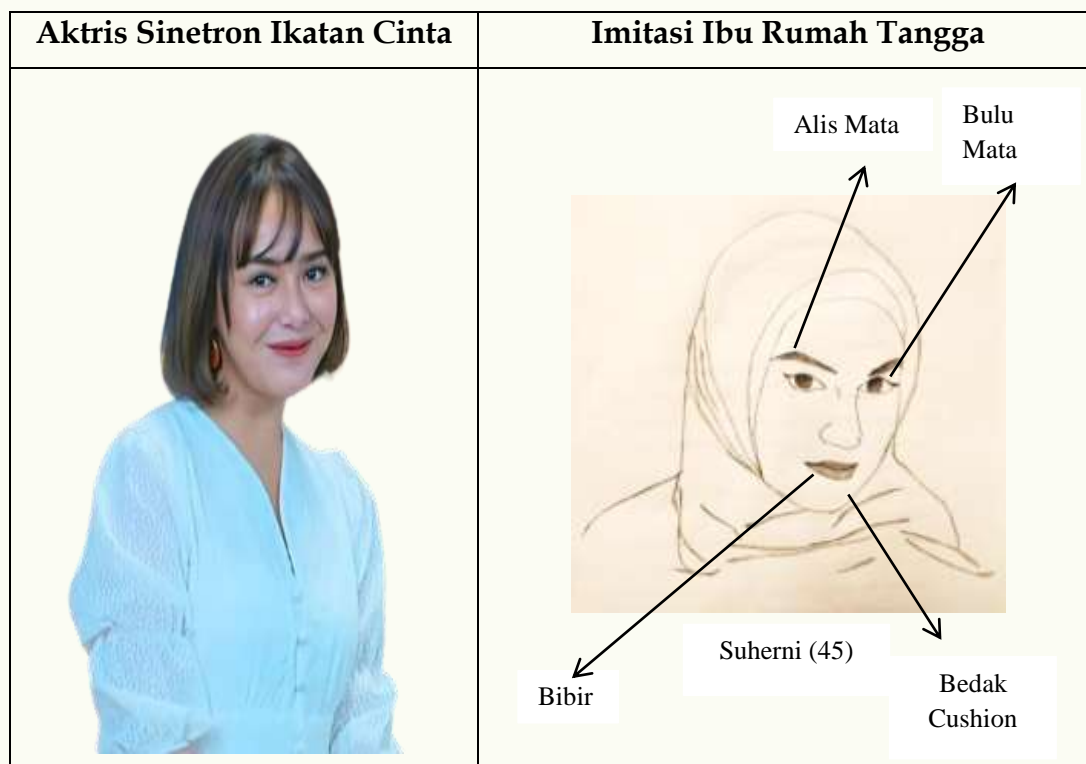 Aktris Sinetron Ikatan Cinta
Imitasi Ibu Rumah Tangga
Alis Mata
Bulu
Mata
Suherni (45)
Bibir
Bedak
Cushion